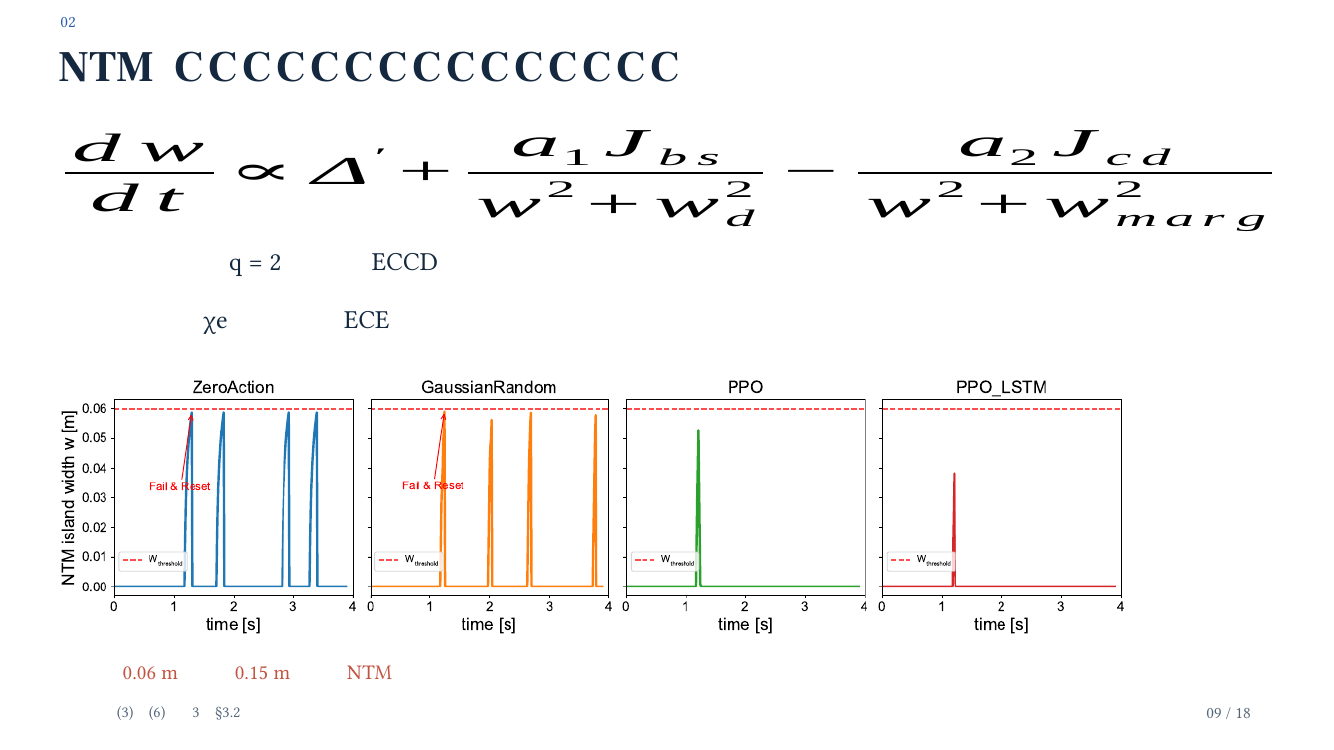 02
NTM CCCCCCCCCCCCCCC
d w / d t ∝ Δ′ + a₁ J_bs / (w² + w_d²) − a₂ J_cd / (w² + w_marg²)
q = 2 ECCD
χe ECE
ZeroAction GaussianRandom PPO PPO_LSTM
NTM island width w [m]
0.06
0.05
0.04
0.03
0.02
0.01
0.00
Fail & Reset Fail & Reset
W_threshold W_threshold W_threshold W_threshold
0 1 2 3 4 0 1 2 3 4 0 1 2 3 4 0 1 2 3 4
time [s] time [s] time [s] time [s]
0.06 m 0.15 m NTM
(3) (6) 3 §3.2
09 / 18